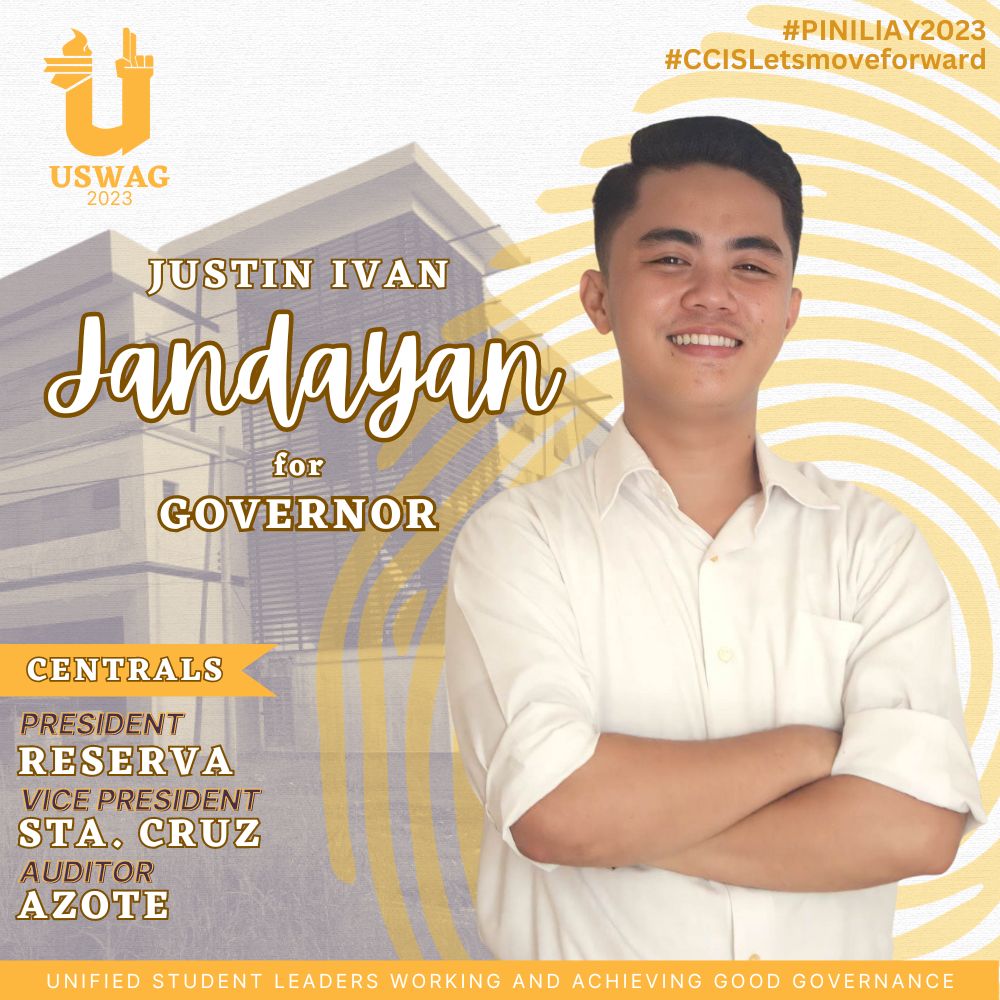 #PINILIAY2023
#CCISLetsmoveforward
USWAG
2023
JUSTIN IVAN
Jandayan
for
GOVERNOR
CENTRALS
PRESIDENT
RESERVA
VICE PRESIDENT
STA. CRUZ
AUDITOR
AZOTE
UNIFIED STUDENT LEADERS WORKING AND ACHIEVING GOOD GOVERNANCE